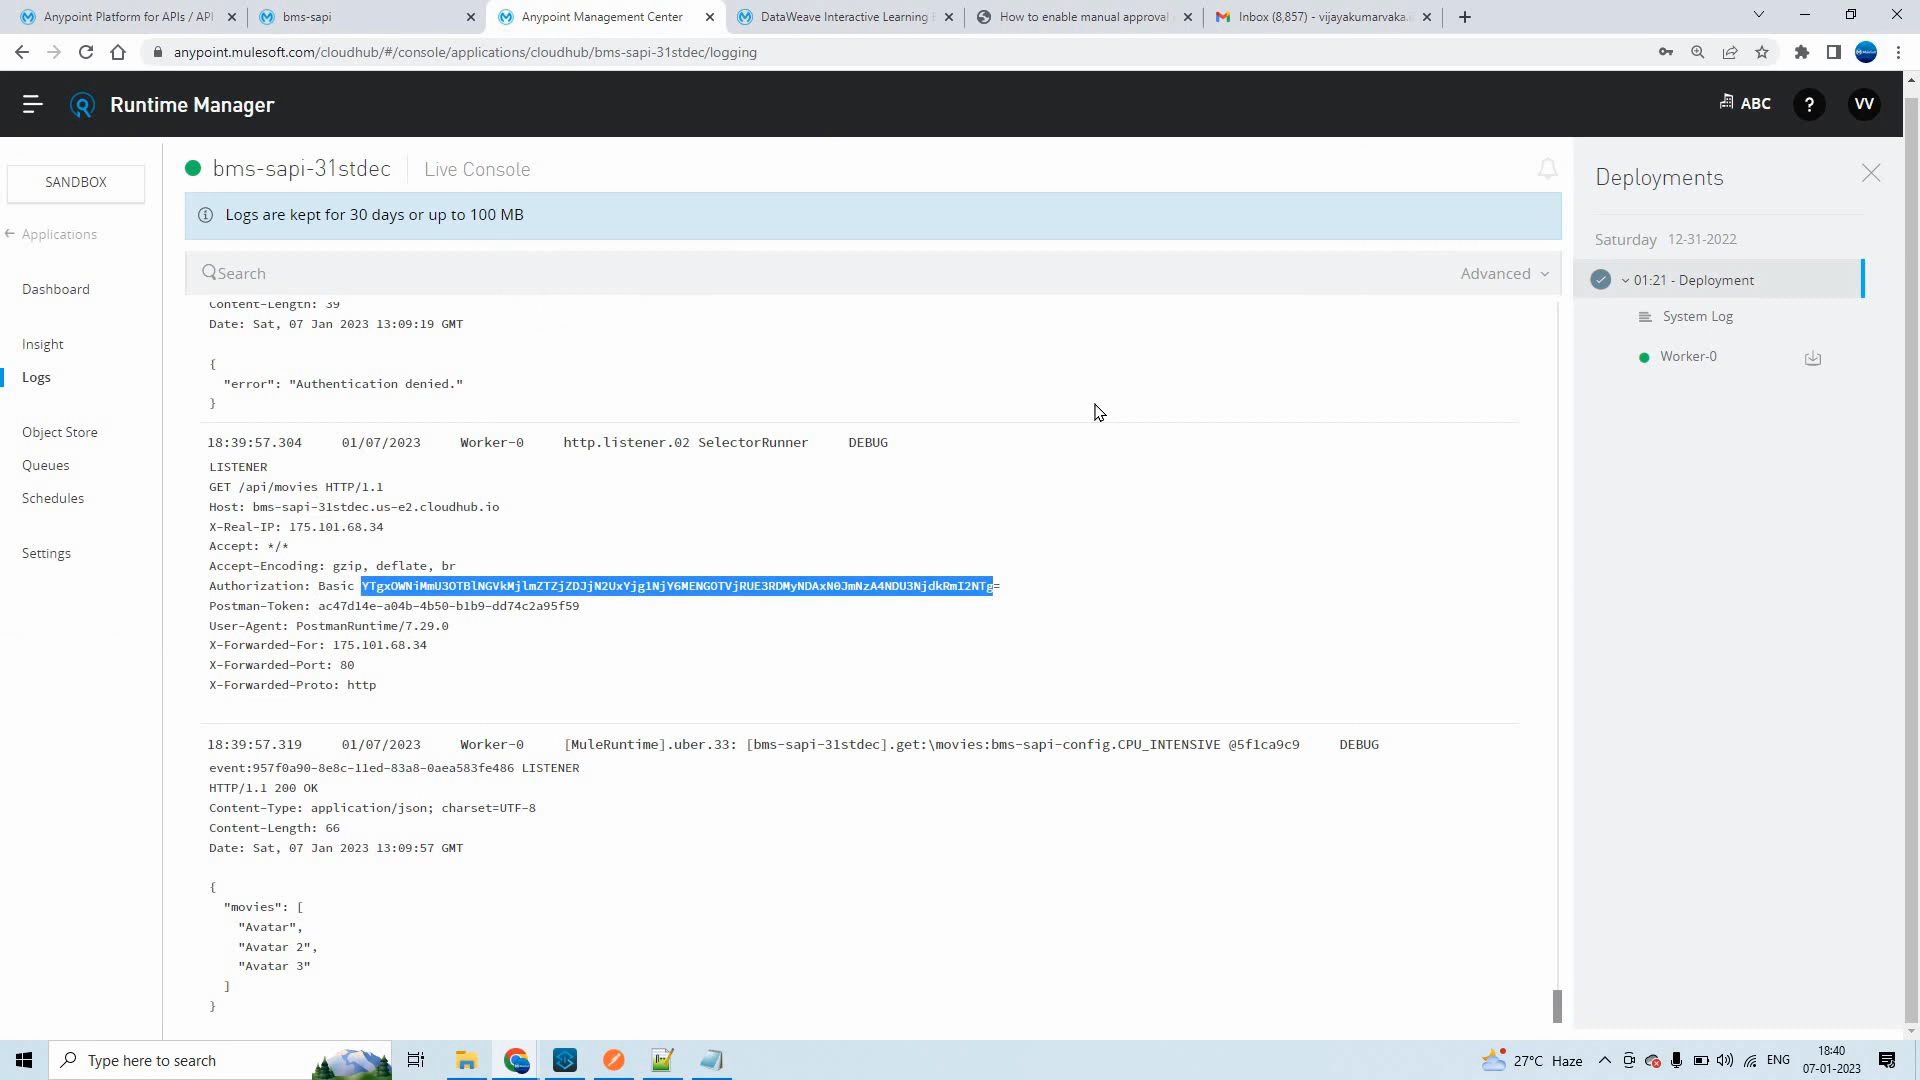 Anypoint Platform for APIs / API
bms-sapi
Anypoint Management Center
DataWeave Interactive Learning
How to enable manual approval
Inbox (8,857) - vijayakumarvaka.
anypoint.mulesoft.com/cloudhub/#/console/applications/cloudhub/bms-sapi-31stdec/logging
Runtime Manager
ABC
?
VV
SANDBOX
Applications
Dashboard
Insight
Logs
Object Store
Queues
Schedules
Settings
bms-sapi-31stdec
Live Console
Logs are kept for 30 days or up to 100 MB
Search
Advanced
Content-Length: 39
Date: Sat, 07 Jan 2023 13:09:19 GMT
{
"error": "Authentication denied."
}
18:39:57.304 01/07/2023 Worker-0 http.listener.02 SelectorRunner DEBUG
LISTENER
GET /api/movies HTTP/1.1
Host: bms-sapi-31stdec.us-e2.cloudhub.io
X-Real-IP: 175.101.68.34
Accept: */*
Accept-Encoding: gzip, deflate, br
Authorization: Basic
Postman-Token: ac47d14e-a04b-4b50-b1b9-dd74c2a95f59
User-Agent: PostmanRuntime/7.29.0
X-Forwarded-For: 175.101.68.34
X-Forwarded-Port: 80
X-Forwarded-Proto: http
18:39:57.319 01/07/2023 Worker-0 [MuleRuntime].uber.33: [bms-sapi-31stdec].get:\movies:bms-sapi-config.CPU_INTENSIVE @5f1ca9c9 DEBUG
event:957f0a90-8e8c-11ed-83a8-0aea583fe486 LISTENER
HTTP/1.1 200 OK
Content-Type: application/json; charset=UTF-8
Content-Length: 66
Date: Sat, 07 Jan 2023 13:09:57 GMT
{
"movies": [
"Avatar",
"Avatar 2",
"Avatar 3"
]
}
Deployments
Saturday 12-31-2022
01:21 - Deployment
System Log
Worker-0
Type here to search
27°C Haze
ENG
18:40
07-01-2023